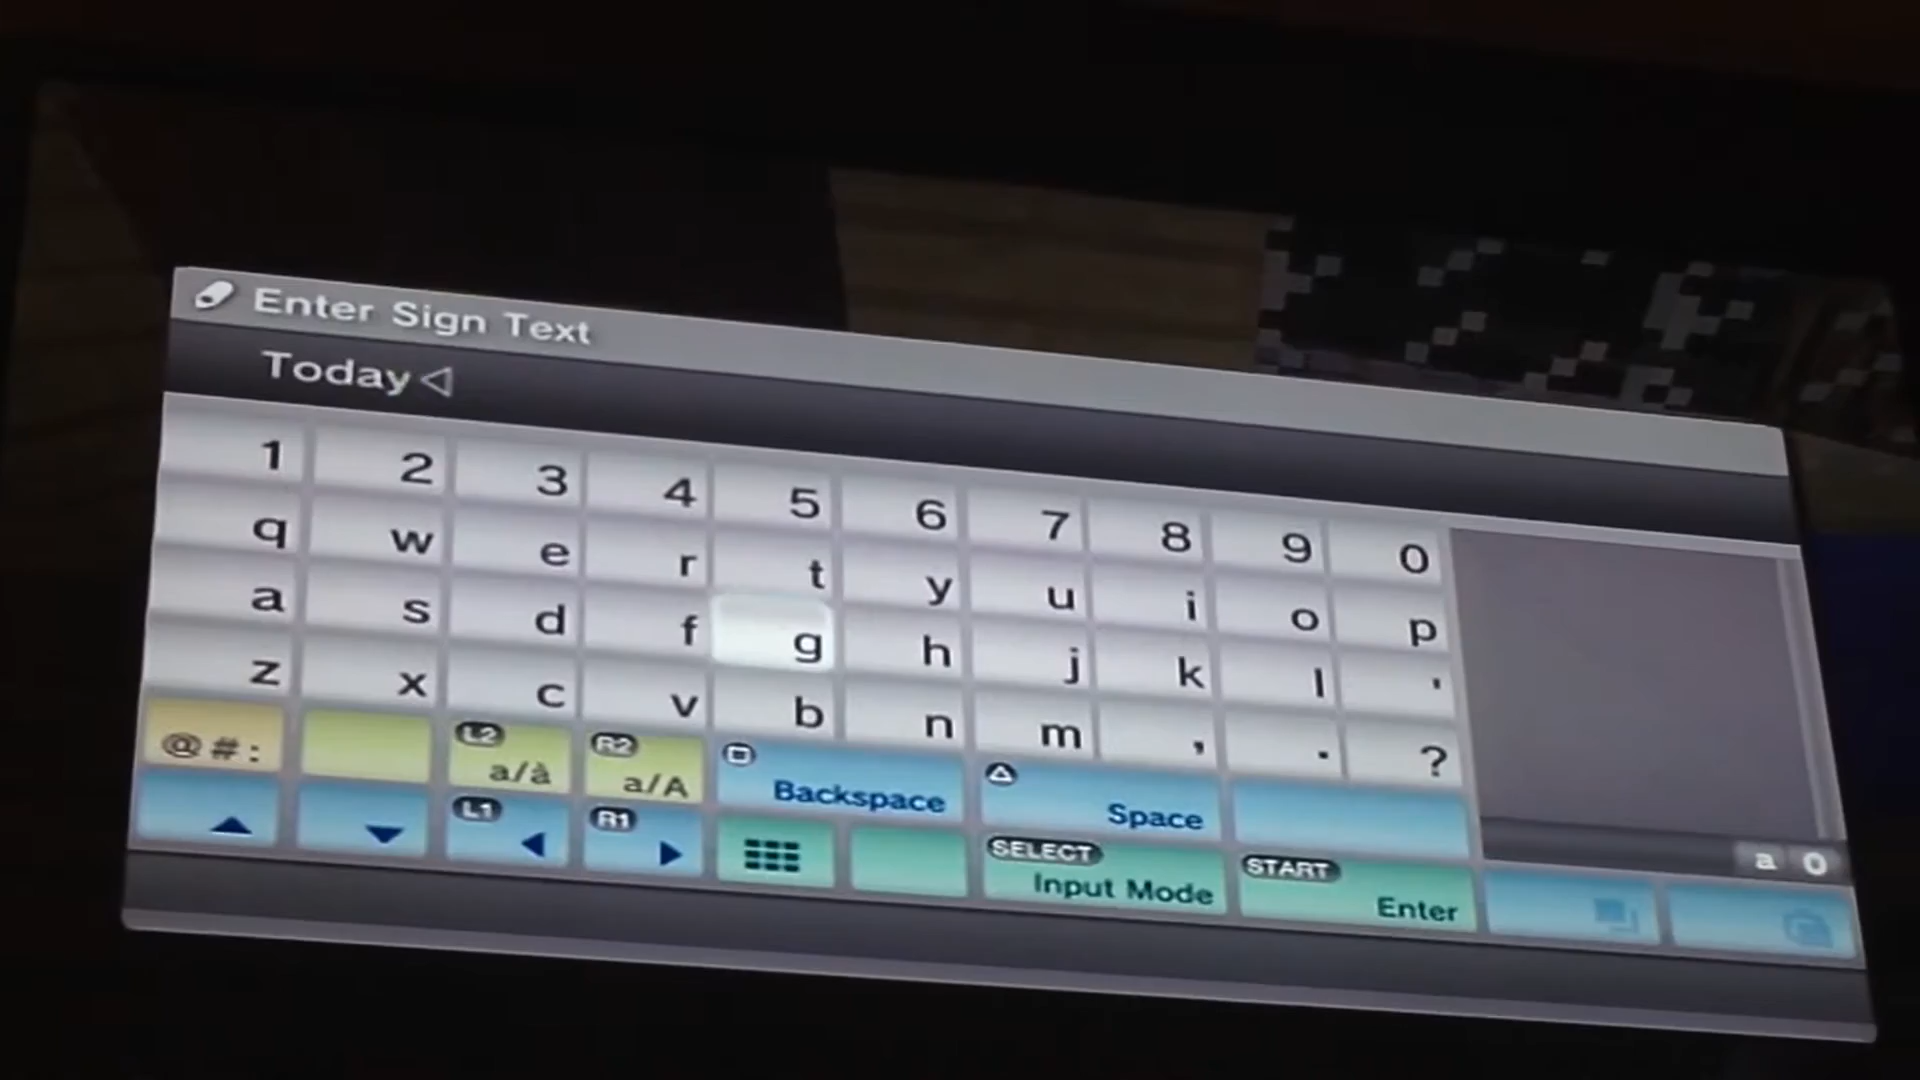 Enter Sign Text
Today
1 2 3 4 5 6 7 8 9 0
q w e r t y u i o p
a s d f g h j k l '
z x c v b n m , . ?
@#: L2 a/à R2 a/A Backspace Space
L1 R1 SELECT Input Mode START Enter
a 0